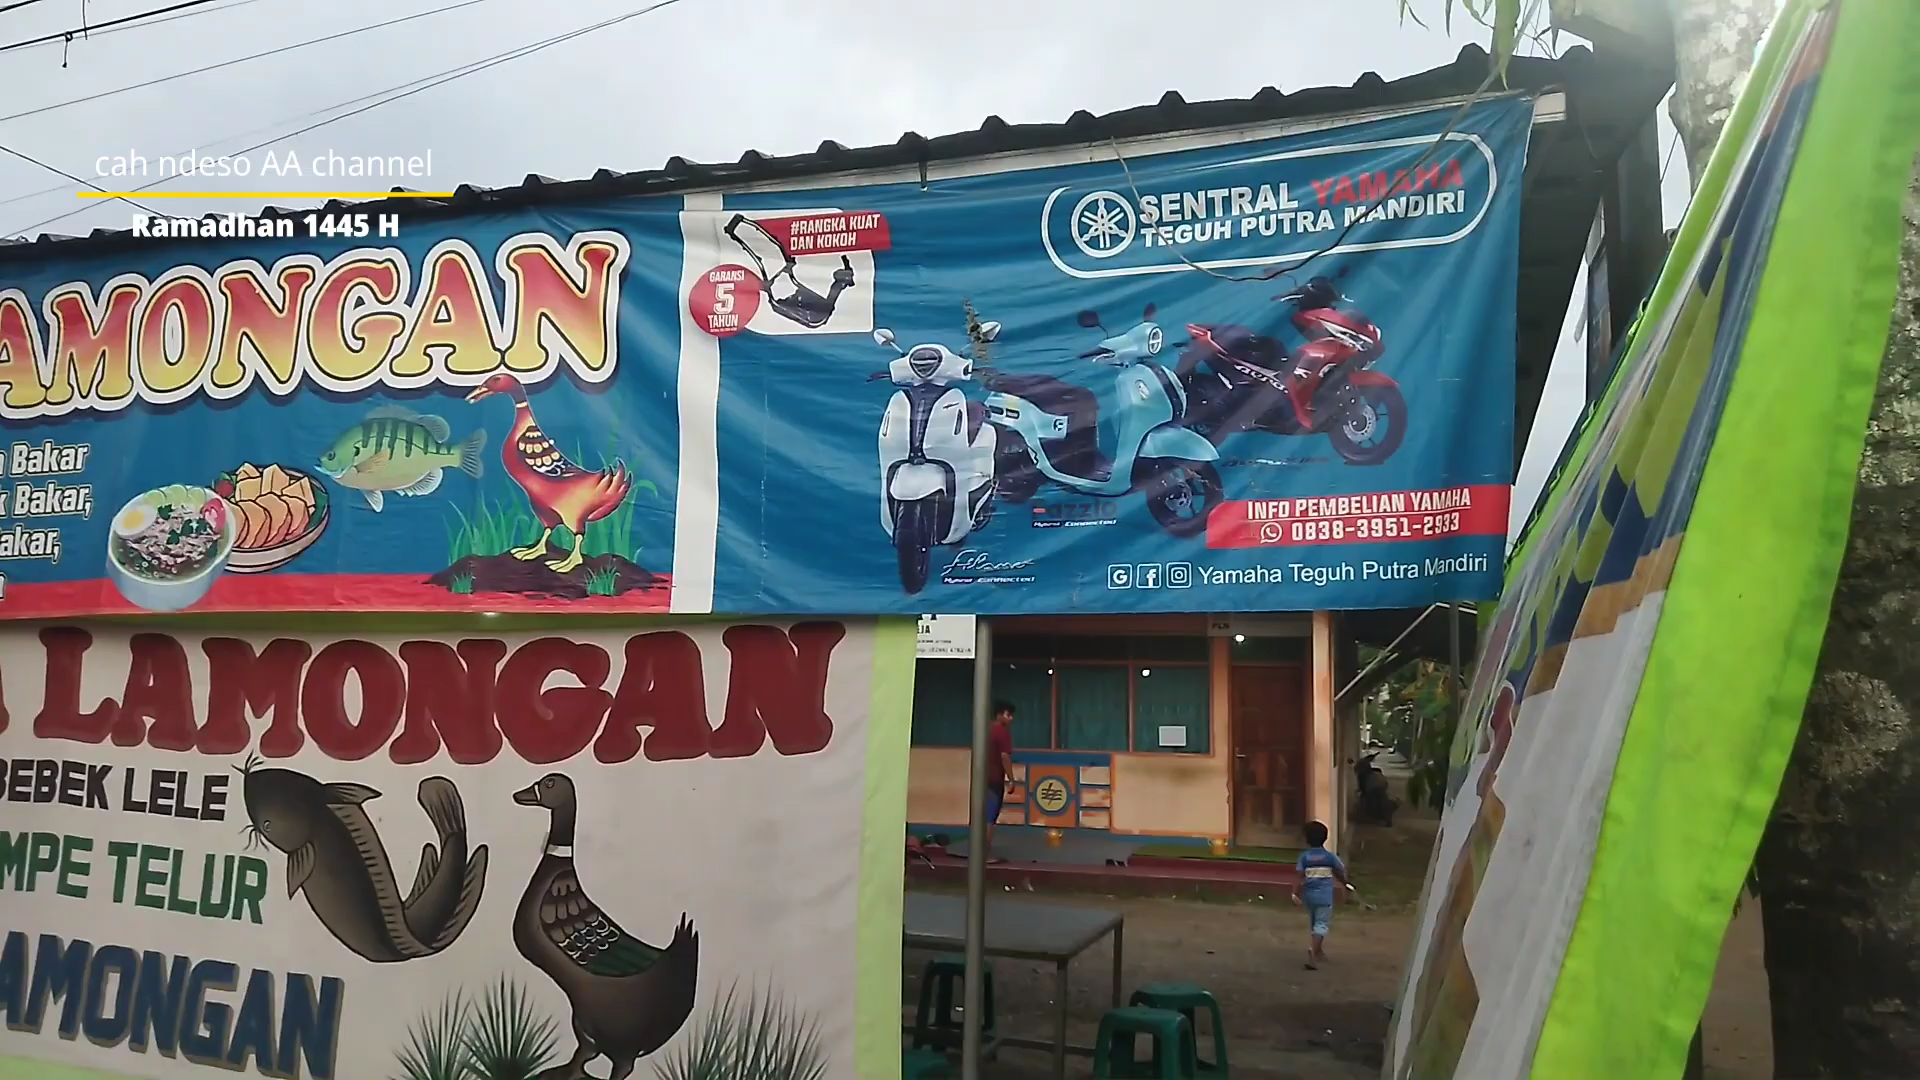 cah ndeso AA channel
Ramadhan 1445 H
AMONGAN
Bakar
k Bakar,
akar,
#RANGKA KUAT
DAN KOKOH
GARANSI
5
TAHUN
SENTRAL YAMAHA
TEGUH PUTRA MANDIRI
INFO PEMBELIAN YAMAHA
0838-3951-2933
Yamaha Teguh Putra Mandiri
LAMONGAN
BEBEK LELE
MPE TELUR
AMONGAN